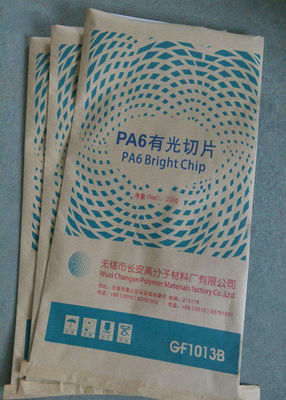 PA6有光切片
PA6 Bright Chip
净重(Net): 25kg
无锡市长安高分子材料厂有限公司
Wuxi Changan Polymer Materials factory Co.,Ltd
GF1013B